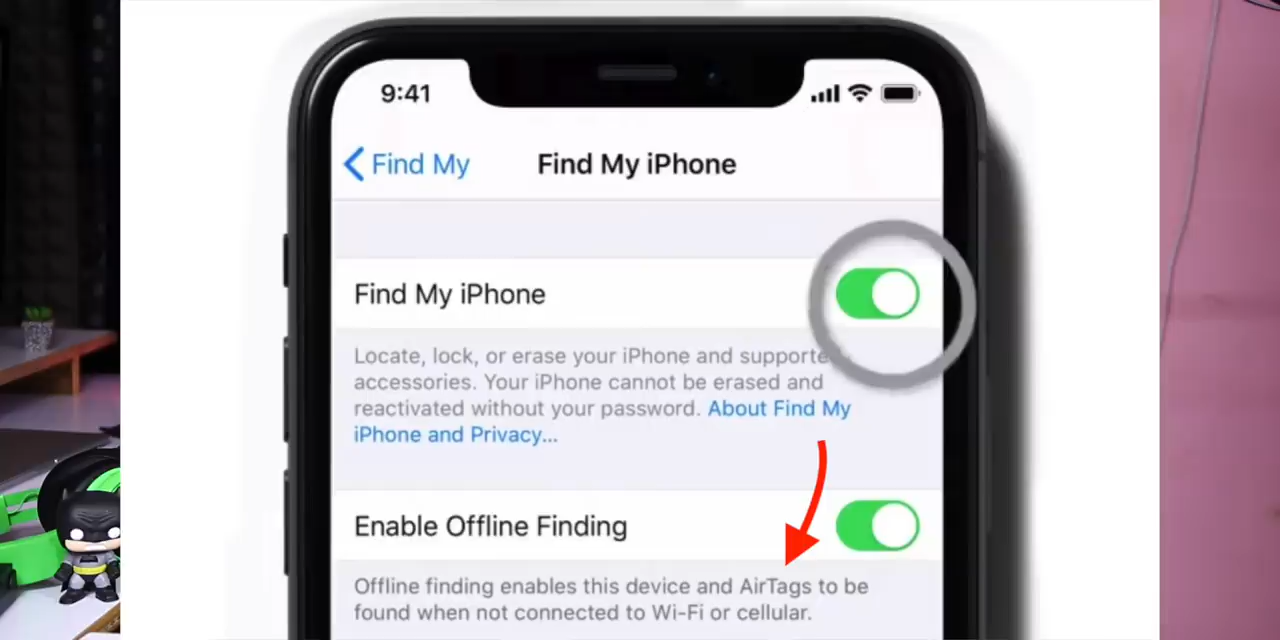 9:41
Find My
Find My iPhone
Find My iPhone
Locate, lock, or erase your iPhone and supporte
accessories. Your iPhone cannot be erased and
reactivated without your password. About Find My
iPhone and Privacy...
Enable Offline Finding
Offline finding enables this device and AirTags to be
found when not connected to Wi-Fi or cellular.